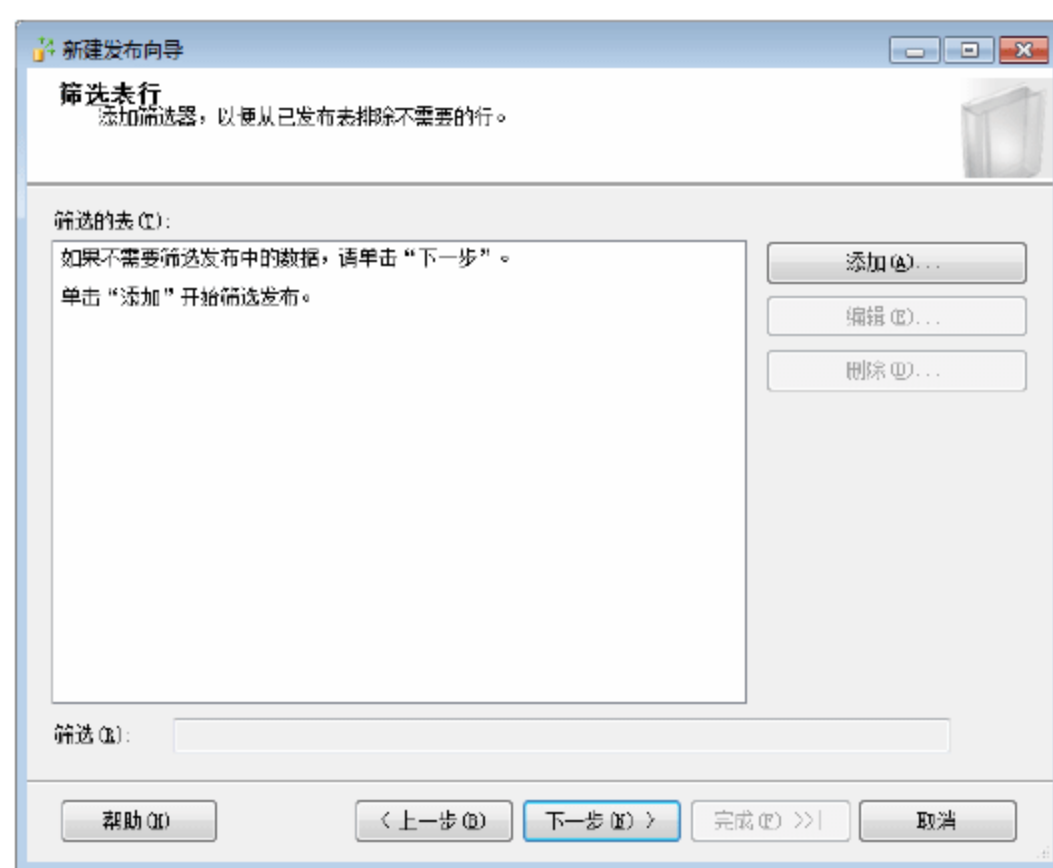 新建发布向导
筛选表行
添加筛选器，以便从已发布表排除不需要的行。
筛选的表(T):
如果不需要筛选发布中的数据，请单击“下一步”。
单击“添加”开始筛选发布。
添加(A)...
编辑(E)...
删除(D)...
筛选(R):
帮助(H)
< 上一步(B)
下一步(N) >
完成(F) >>|
取消